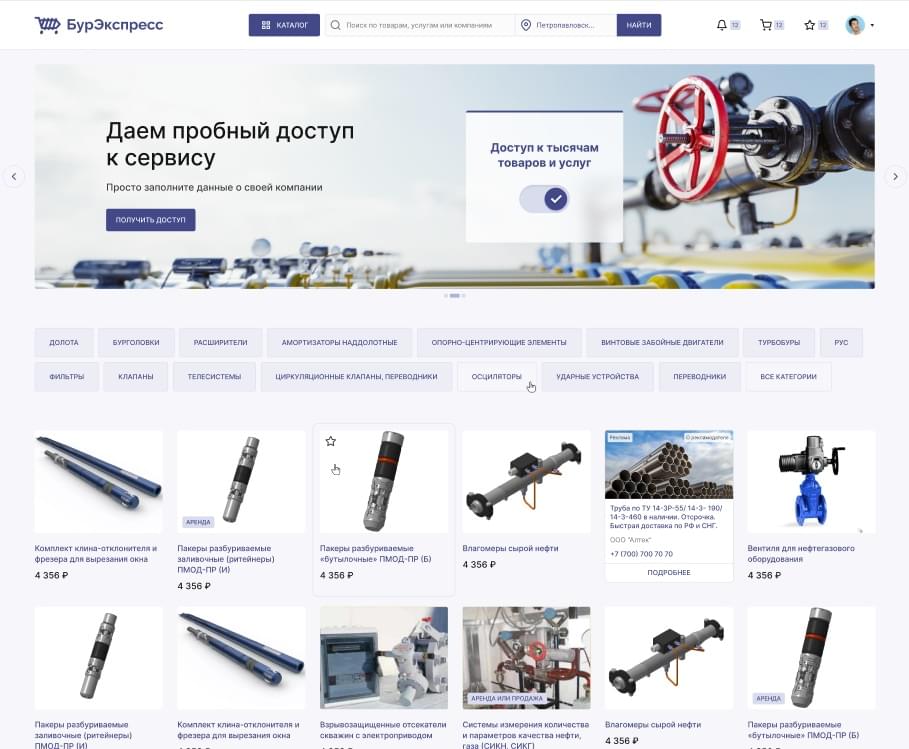 БурЭкспресс
КАТАЛОГ
Поиск по товарам, услугам или компаниям
Петропавловск...
НАЙТИ
12
12
12
Даем пробный доступ
к сервису
Просто заполните данные о своей компании
ПОЛУЧИТЬ ДОСТУП
Доступ к тысячам
товаров и услуг
ДОЛОТА
БУРГОЛОВКИ
РАСШИРИТЕЛИ
АМОРТИЗАТОРЫ НАДДОЛОТНЫЕ
ОПОРНО-ЦЕНТРИРУЮЩИЕ ЭЛЕМЕНТЫ
ВИНТОВЫЕ ЗАБОЙНЫЕ ДВИГАТЕЛИ
ТУРБОБУРЫ
РУС
ФИЛЬТРЫ
КЛАПАНЫ
ТЕЛЕСИСТЕМЫ
ЦИРКУЛЯЦИОННЫЕ КЛАПАНЫ, ПЕРЕВОДНИКИ
ОСЦИЛЯТОРЫ
УДАРНЫЕ УСТРОЙСТВА
ПЕРЕВОДНИКИ
ВСЕ КАТЕГОРИИ
Комплект клина-отклонителя и
фрезера для вырезания окна
4 356 ₽
АРЕНДА
Пакеры разбуриваемые
заливочные (ритейнеры)
ПМОД-ПР (И)
4 356 ₽
Пакеры разбуриваемые
«бутылочные» ПМОД-ПР (Б)
4 356 ₽
Влагомеры сырой нефти
4 356 ₽
Реклама
О рекламодателе
Труба по ТУ 14-3Р-55/ 14-3- 190/
14-3-460 в наличии. Отсрочка.
Быстрая доставка по РФ и СНГ.
ООО "Алтек"
+7 (700) 700 70 70
ПОДРОБНЕЕ
Вентиля для нефтегазового
оборудования
4 356 ₽
Пакеры разбуриваемые
заливочные (ритейнеры)
ПМОД-ПР (И)
Комплект клина-отклонителя и
фрезера для вырезания окна
Взрывозащищенные отсекатели
скважин с электроприводом
АРЕНДА ИЛИ ПРОДАЖА
Системы измерения количества
и параметров качества нефти,
газа (СИКН, СИКГ)
Влагомеры сырой нефти
4 356 ₽
АРЕНДА
Пакеры разбуриваемые
«бутылочные» ПМОД-ПР (Б)